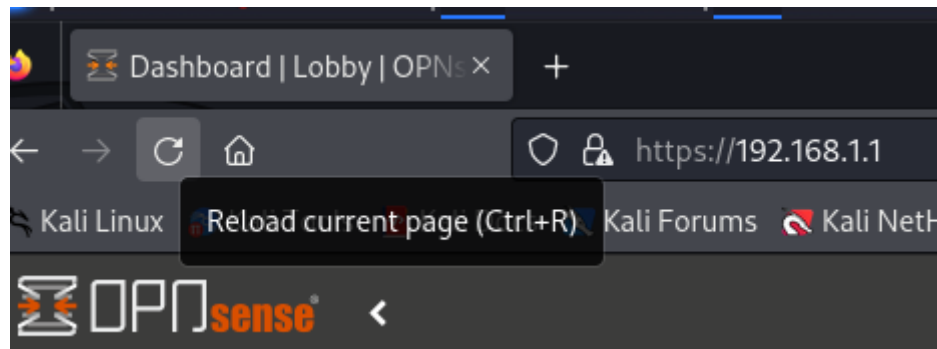 Dashboard | Lobby | OPNs
https://192.168.1.1
Kali Linux
Reload current page (Ctrl+R)
Kali Forums
Kali NetH
OPNsense